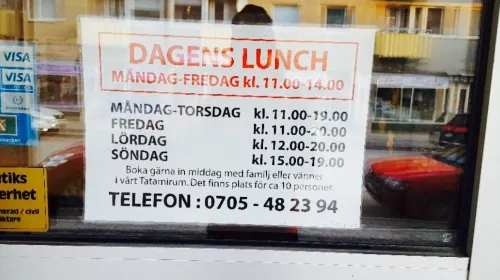 DAGENS LUNCH
MÅNDAG-FREDAG kl. 11.00-14.00
MÅNDAG-TORSDAG kl. 11.00-19.00
FREDAG kl. 11.00-20.00
LÖRDAG kl. 12.00-20.00
SÖNDAG kl. 15.00-19.00
Boka gärna in middag med familj eller vänner
i vårt Tatamirum. Det finns plats för ca 10 personer.
TELEFON : 0705 - 48 23 94
VISA
VISA